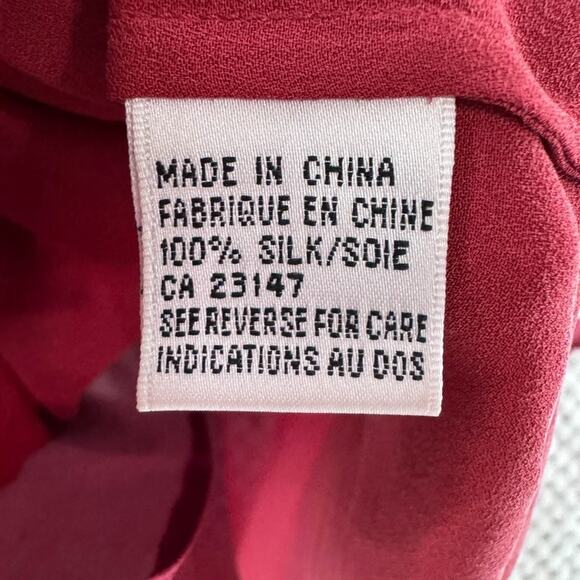 MADE IN CHINA
FABRIQUE EN CHINE
100% SILK/SOIE
CA 23147
SEE REVERSE FOR CARE
INDICATIONS AU DOS